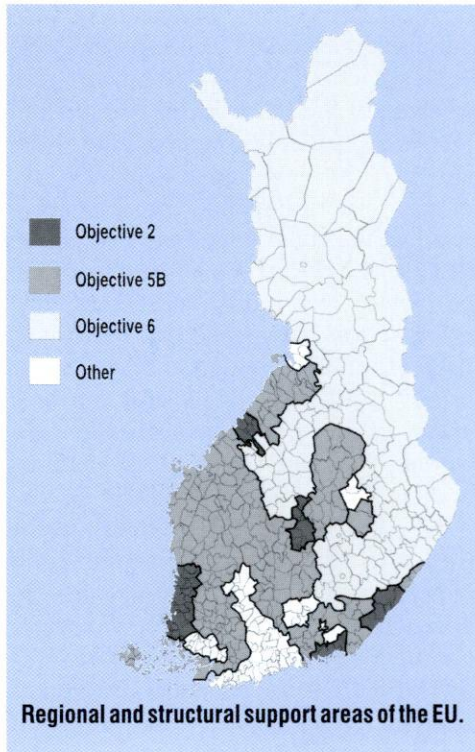 Objective 2
Objective 5B
Objective 6
Other
Regional and structural support areas of the EU.